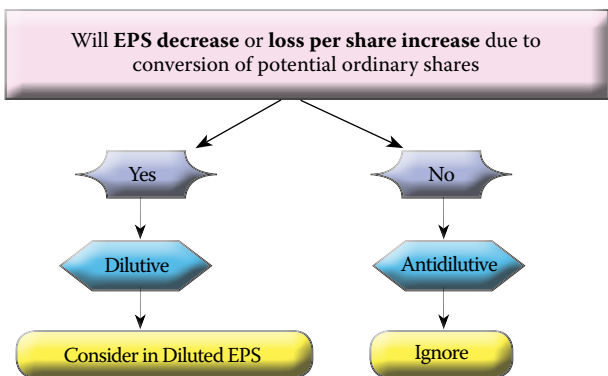 Will EPS decrease or loss per share increase due to
conversion of potential ordinary shares
Yes
No
Dilutive
Antidilutive
Consider in Diluted EPS
Ignore